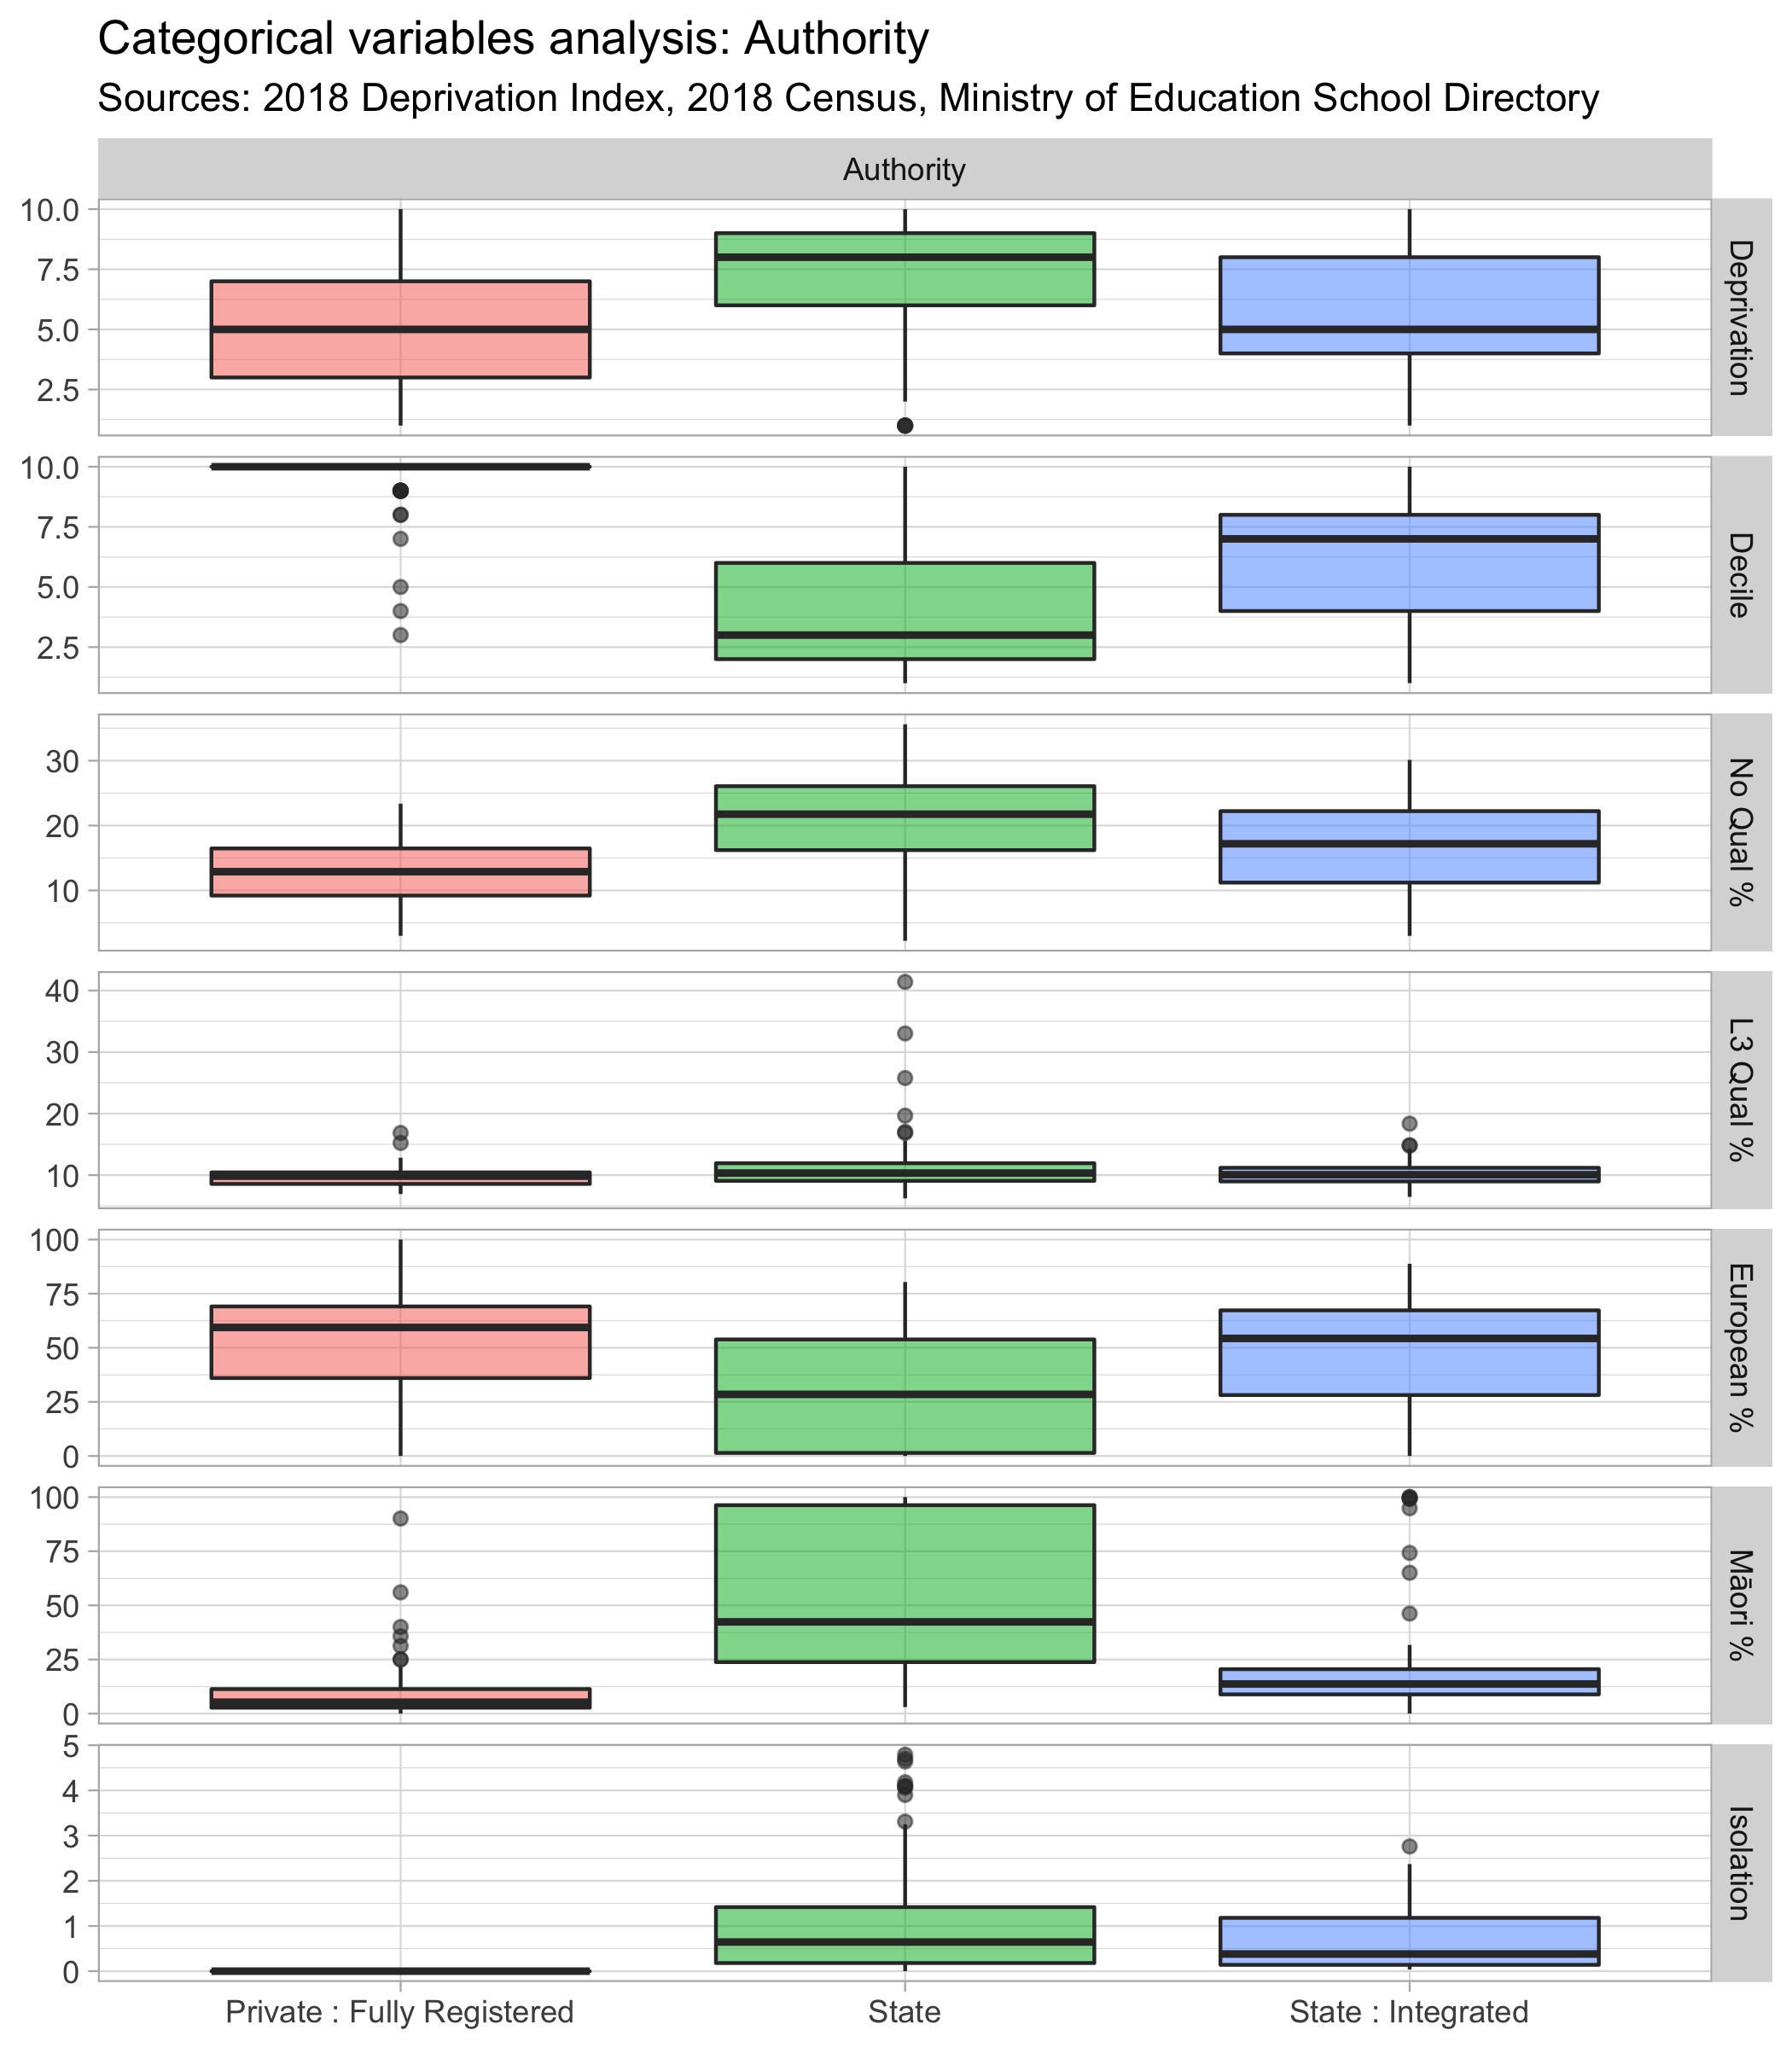 Categorical variables analysis: Authority
Sources: 2018 Deprivation Index, 2018 Census, Ministry of Education School Directory
Authority
10.0
7.5
5.0
2.5
Deprivation
10.0
7.5
5.0
2.5
Decile
30
20
10
No Qual %
40
30
20
10
L3 Qual %
100
75
50
25
0
European %
100
75
50
25
0
Māori %
5
4
3
2
1
0
Isolation
Private : Fully Registered
State
State : Integrated